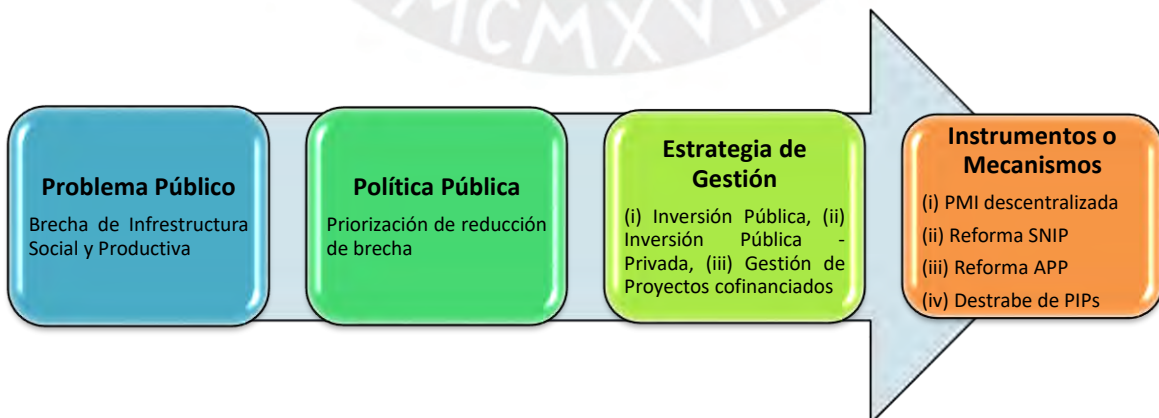 MCMXVII
Problema Público
Brecha de Infrestructura
Social y Productiva
Política Pública
Priorización de reducción
de brecha
Estrategia de
Gestión
(i) Inversión Pública, (ii)
Inversión Pública -
Privada, (iii) Gestión de
Proyectos cofinanciados
Instrumentos o
Mecanismos
(i) PMI descentralizada
(ii) Reforma SNIP
(iii) Reforma APP
(iv) Destrabe de PIPs